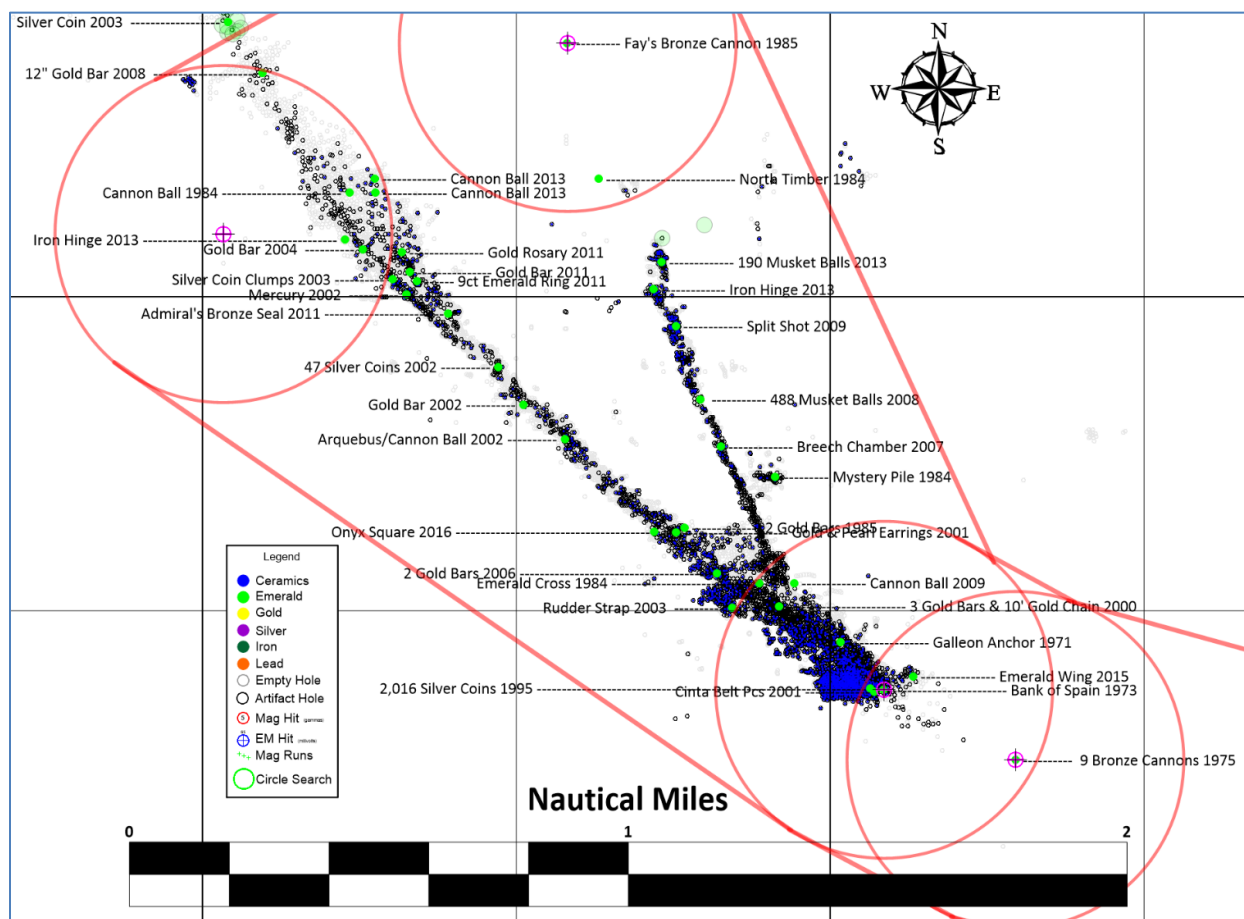 Silver Coin 2003
Fay's Bronze Cannon 1985
N
12" Gold Bar 2008
W
E
S
Cannon Ball 2013
North Timber 1984
Cannon Ball 1984
Cannon Ball 2013
Iron Hinge 2013
Gold Bar 2004
Gold Rosary 2011
190 Musket Balls 2013
Gold Bar 2011
Silver Coin Clumps 2003
9ct Emerald Ring 2011
Iron Hinge 2013
Mercury 2002
Admiral's Bronze Seal 2011
Split Shot 2009
47 Silver Coins 2002
Gold Bar 2002
488 Musket Balls 2008
Arquebus/Cannon Ball 2002
Breech Chamber 2007
Mystery Pile 1984
2 Gold Bars 1985
Onyx Square 2016
Gold & Pearl Earrings 2001
2 Gold Bars 2006
Emerald Cross 1984
Cannon Ball 2009
Rudder Strap 2003
3 Gold Bars & 10' Gold Chain 2000
Galleon Anchor 1971
Emerald Wing 2015
2,016 Silver Coins 1995
Cinta Belt Pcs 2001
Bank of Spain 1973
9 Bronze Cannons 1975
Legend
Ceramics
Emerald
Gold
Silver
Iron
Lead
Empty Hole
Artifact Hole
S Mag Hit (gammas)
EM Hit
Mag Runs
Circle Search
Nautical Miles
0 1 2